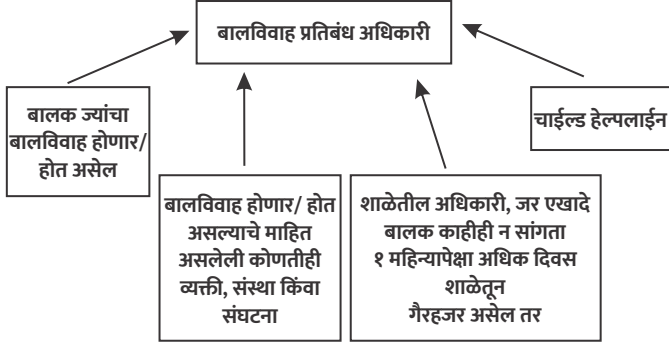 बालविवाह प्रतिबंध अधिकारी
बालक ज्यांचा
बालविवाह होणार/
होत असेल
बालविवाह होणार/ होत
असल्याचे माहित
असलेली कोणतीही
व्यक्ती, संस्था किंवा
संघटना
शाळेतील अधिकारी, जर एखादे
बालक काहीही न सांगता
१ महिन्यापेक्षा अधिक दिवस
शाळेतून
गैरहजर असेल तर
चाईल्ड हेल्पलाईन